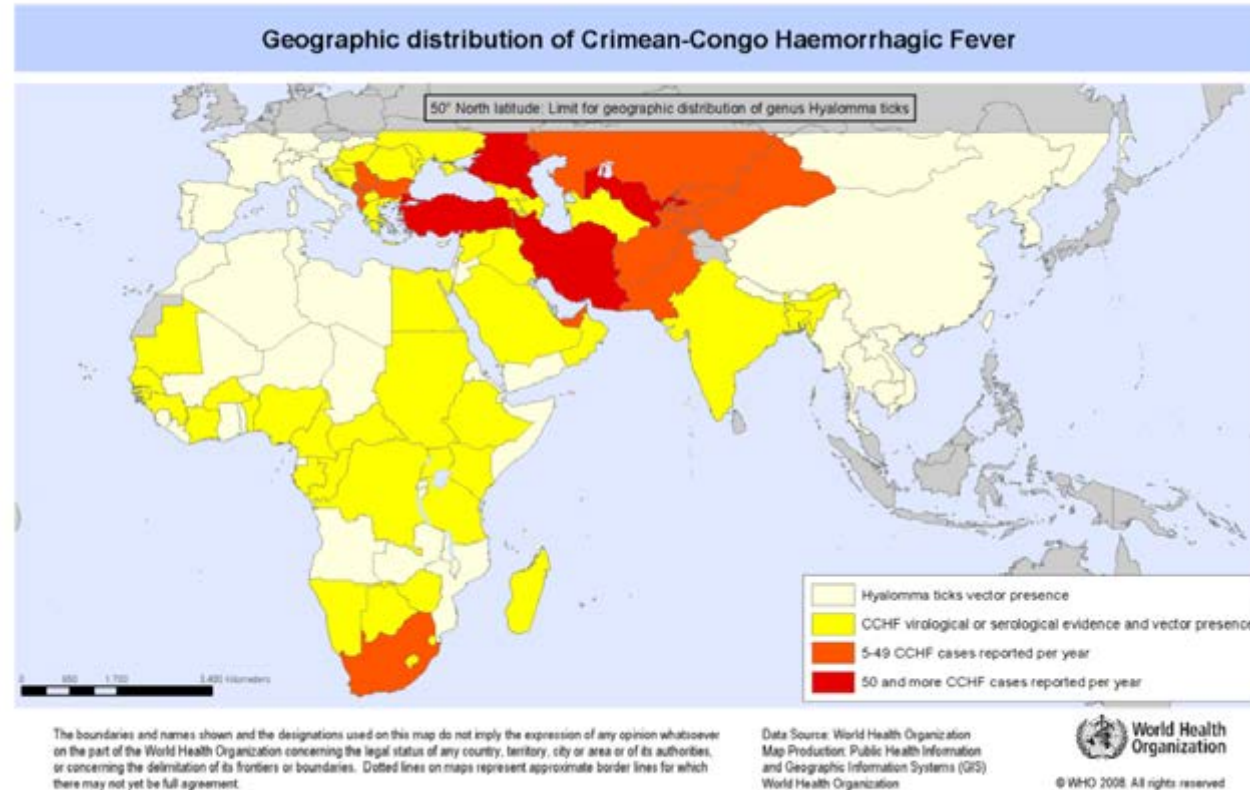 Geographic distribution of Crimean-Congo Haemorrhagic Fever
50° North latitude: Limit for geographic distribution of genus Hyalomma ticks
Hyalomma ticks vector presence
CCHF virological or serological evidence and vector presence
5-49 CCHF cases reported per year
50 and more CCHF cases reported per year
0 850 1,700 3,400 Kilometers
The boundaries and names shown and the designations used on this map do not imply the expression of any opinion whatsoever
on the part of the World Health Organization concerning the legal status of any country, territory, city or area or of its authorities,
or concerning the delimitation of its frontiers or boundaries. Dotted lines on maps represent approximate border lines for which
there may not yet be full agreement.
Data Source: World Health Organization
Map Production: Public Health Information
and Geographic Information Systems (GIS)
World Health Organization
World Health
Organization
© WHO 2008. All rights reserved